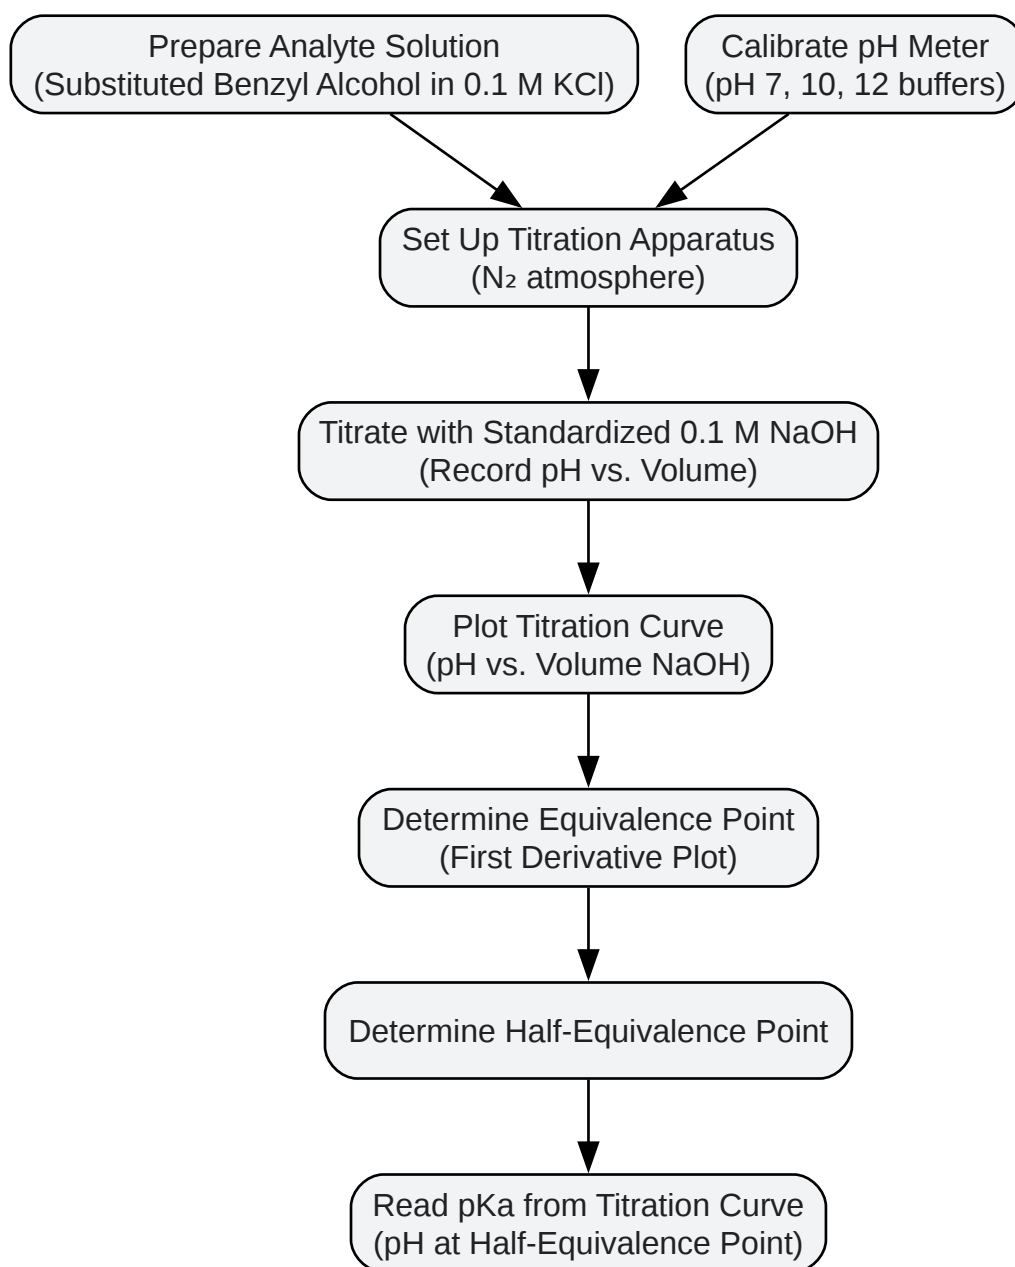 Prepare Analyte Solution
(Substituted Benzyl Alcohol in 0.1 M KCl)
Calibrate pH Meter
(pH 7, 10, 12 buffers)
Set Up Titration Apparatus
(N₂ atmosphere)
Titrate with Standardized 0.1 M NaOH
(Record pH vs. Volume)
Plot Titration Curve
(pH vs. Volume NaOH)
Determine Equivalence Point
(First Derivative Plot)
Determine Half-Equivalence Point
Read pKa from Titration Curve
(pH at Half-Equivalence Point)